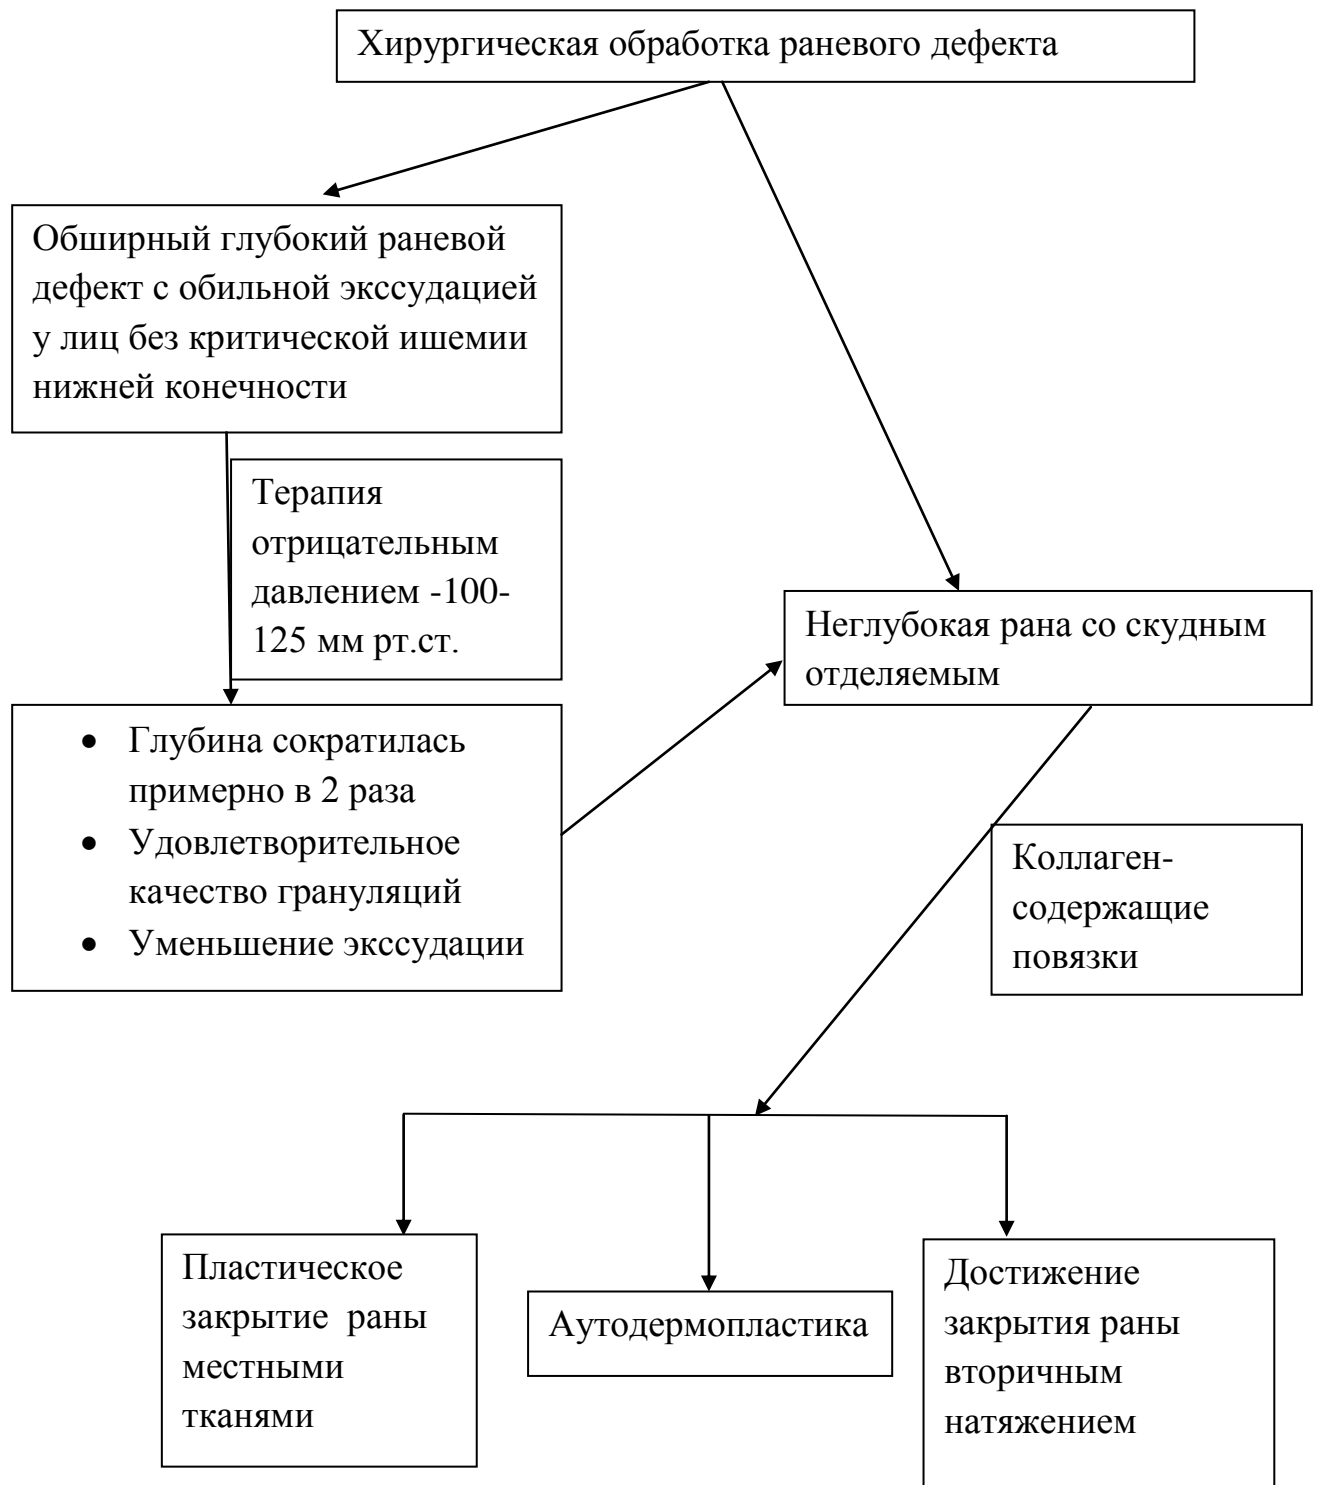 Хирургическая обработка раневого дефекта
Обширный глубокий раневой
дефект с обильной экссудацией
у лиц без критической ишемии
нижней конечности
Терапия
отрицательным
давлением -100-
125 мм рт.ст.
Неглубокая рана со скудным
отделяемым
• Глубина сократилась
примерно в 2 раза
• Удовлетворительное
качество грануляций
• Уменьшение экссудации
Коллаген-
содержащие
повязки
Пластическое
закрытие раны
местными
тканями
Аутодермопластика
Достижение
закрытия раны
вторичным
натяжением